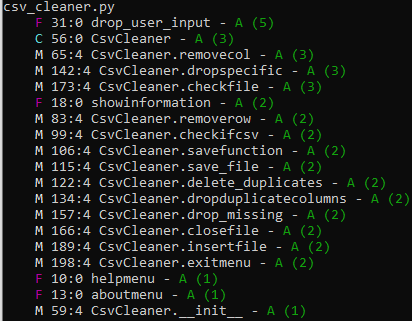 csv_cleaner.py
F 31:0 drop_user_input - A (5)
C 56:0 CsvCleaner - A (3)
M 65:4 CsvCleaner.removecol - A (3)
M 142:4 CsvCleaner.dropspecific - A (3)
M 173:4 CsvCleaner.checkfile - A (3)
F 18:0 showinformation - A (2)
M 83:4 CsvCleaner.removerow - A (2)
M 99:4 CsvCleaner.checkifcsv - A (2)
M 106:4 CsvCleaner.savefunction - A (2)
M 115:4 CsvCleaner.save_file - A (2)
M 122:4 CsvCleaner.delete_duplicates - A (2)
M 134:4 CsvCleaner.dropduplicatecolumns - A (2)
M 157:4 CsvCleaner.drop_missing - A (2)
M 166:4 CsvCleaner.closefile - A (2)
M 189:4 CsvCleaner.insertfile - A (2)
M 198:4 CsvCleaner.exitmenu - A (2)
F 10:0 helpmenu - A (1)
F 13:0 aboutmenu - A (1)
M 59:4 CsvCleaner.__init__ - A (1)